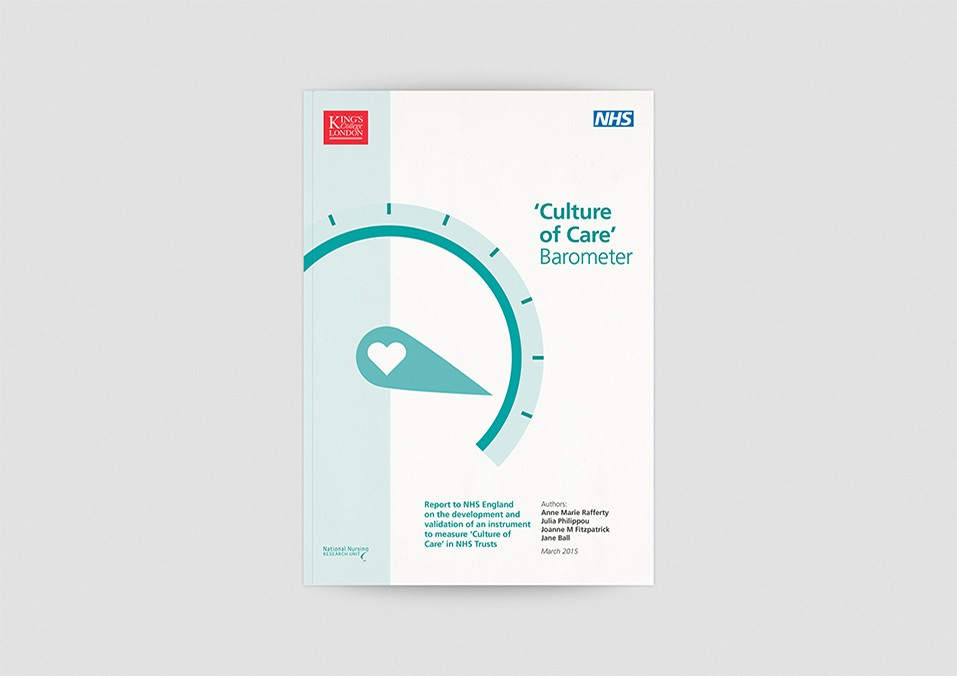 KING'S
College
LONDON
NHS
‘Culture
of Care’
Barometer
Report to NHS England
on the development and
validation of an instrument
to measure ‘Culture of
Care’ in NHS Trusts
Authors:
Anne Marie Rafferty
Julia Philippou
Joanne M Fitzpatrick
Jane Ball
March 2015
National Nursing
RESEARCH UNIT